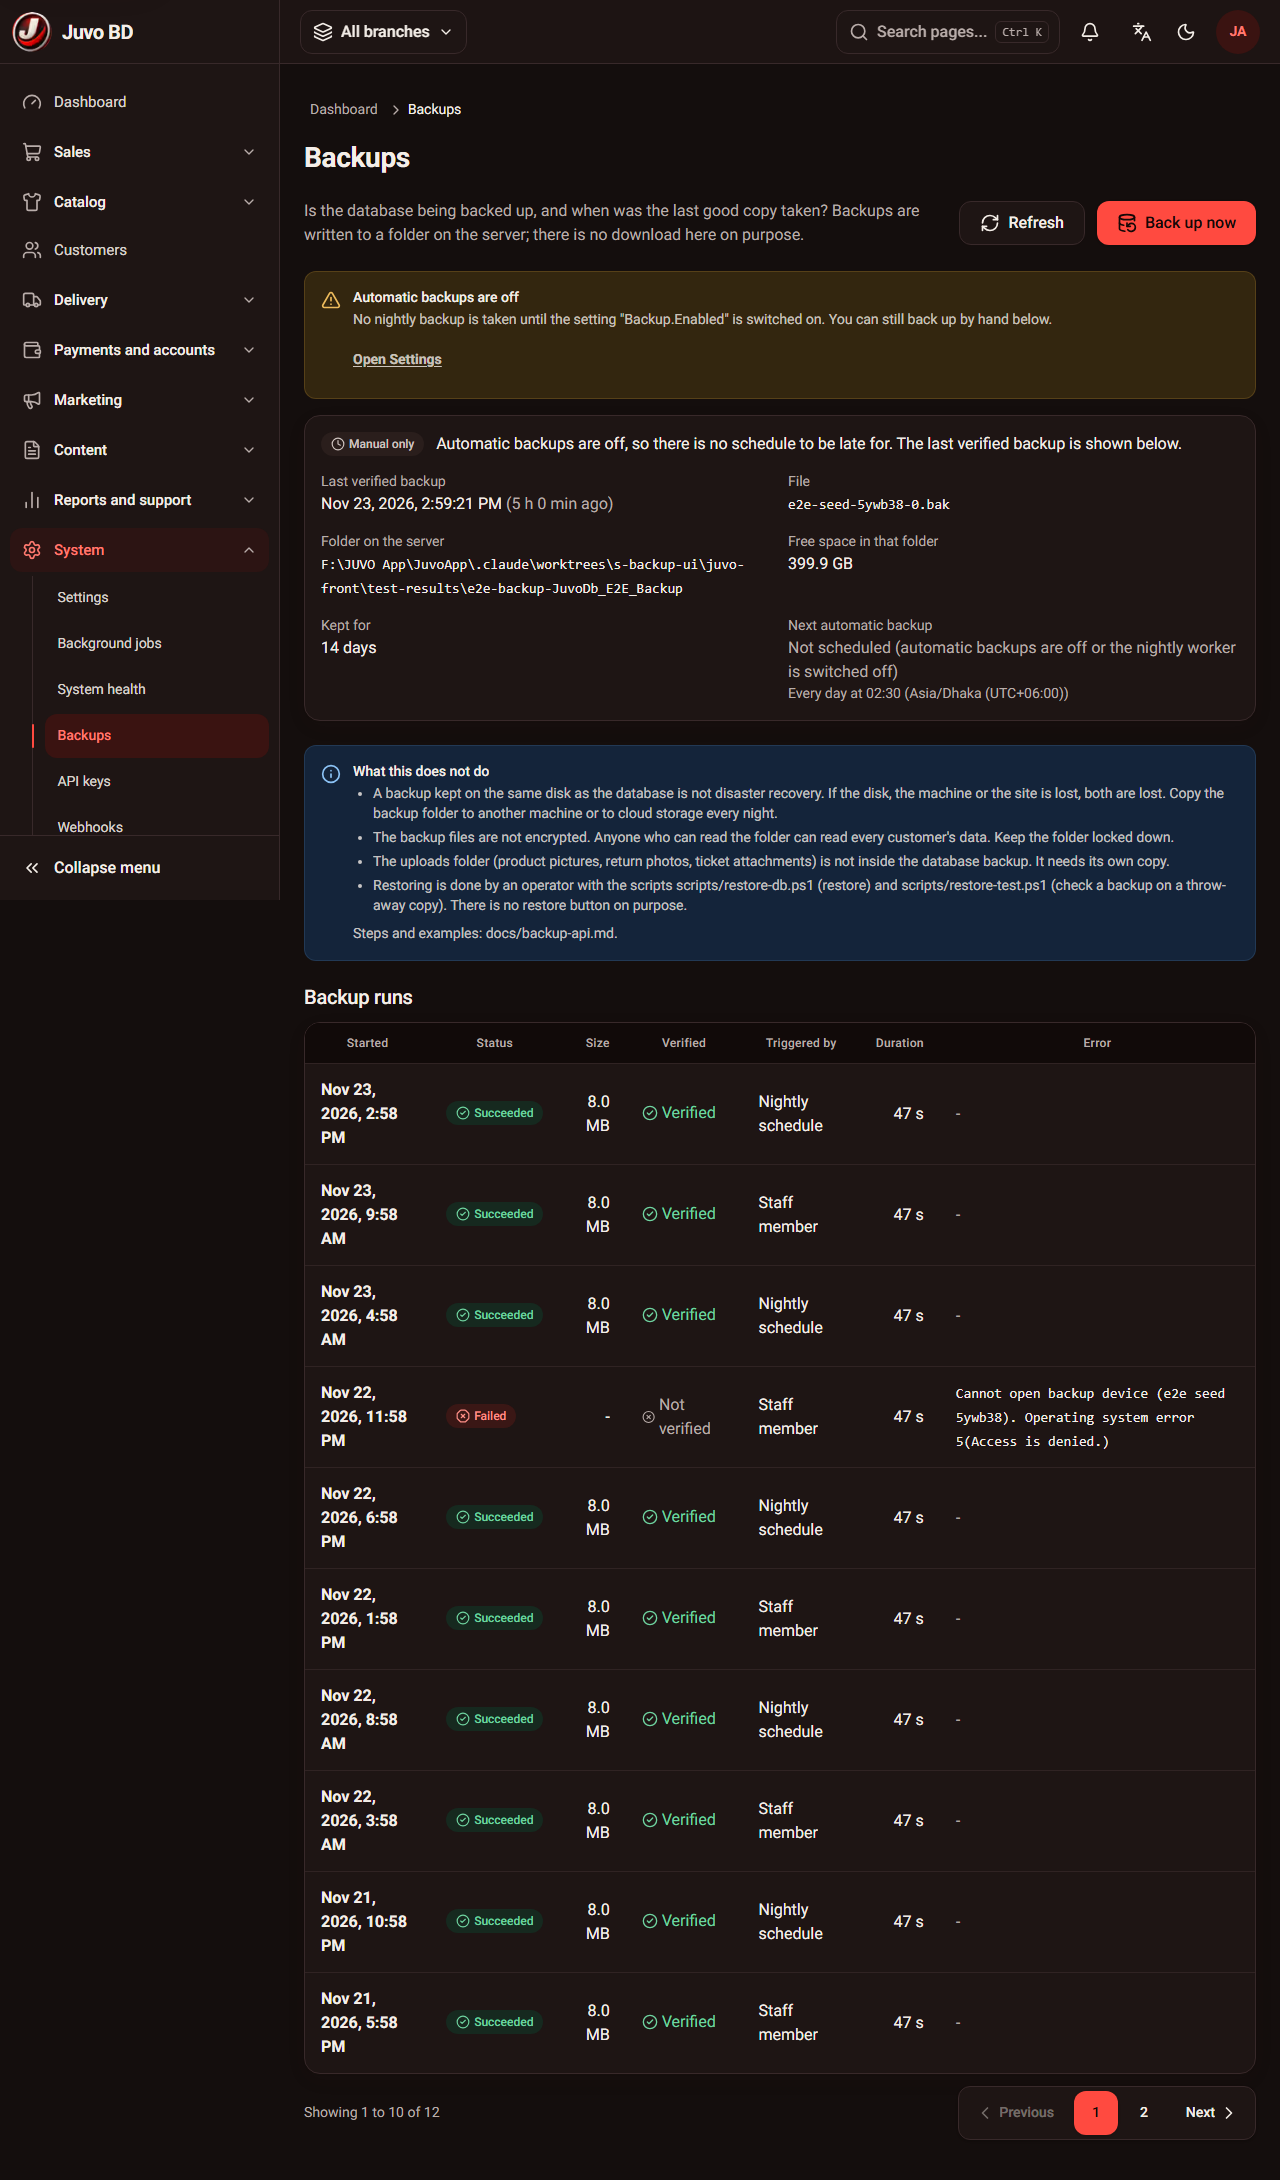 Juvo BD
All branches
Search pages...
Ctrl K
JA
Dashboard
Sales
Catalog
Customers
Delivery
Payments and accounts
Marketing
Content
Reports and support
System
Settings
Background jobs
System health
Backups
API keys
Webhooks
Collapse menu
Dashboard > Backups
Backups
Is the database being backed up, and when was the last good copy taken? Backups are
written to a folder on the server; there is no download here on purpose.
Refresh
Back up now
Automatic backups are off
No nightly backup is taken until the setting "Backup.Enabled" is switched on. You can still back up by hand below.
Open Settings
Manual only
Automatic backups are off, so there is no schedule to be late for. The last verified backup is shown below.
Last verified backup
Nov 23, 2026, 2:59:21 PM (5 h 0 min ago)
File
e2e-seed-5ywb38-0.bak
Folder on the server
F:\JUVO App\JuvoApp\.claude\worktrees\s-backup-ui\juvo-
front\test-results\e2e-backup-JuvoDb_E2E_Backup
Free space in that folder
399.9 GB
Kept for
14 days
Next automatic backup
Not scheduled (automatic backups are off or the nightly worker
is switched off)
Every day at 02:30 (Asia/Dhaka (UTC+06:00))
What this does not do
• A backup kept on the same disk as the database is not disaster recovery. If the disk, the machine or the site is lost, both are lost. Copy the
backup folder to another machine or to cloud storage every night.
• The backup files are not encrypted. Anyone who can read the folder can read every customer's data. Keep the folder locked down.
• The uploads folder (product pictures, return photos, ticket attachments) is not inside the database backup. It needs its own copy.
• Restoring is done by an operator with the scripts scripts/restore-db.ps1 (restore) and scripts/restore-test.ps1 (check a backup on a throw-
away copy). There is no restore button on purpose.
Steps and examples: docs/backup-api.md.
Backup runs
Started Status Size Verified Triggered by Duration Error
Nov 23,
2026, 2:58
PM
Succeeded
8.0
MB
Verified
Nightly
schedule
47 s
-
Nov 23,
2026, 9:58
AM
Succeeded
8.0
MB
Verified
Staff
member
47 s
-
Nov 23,
2026, 4:58
AM
Succeeded
8.0
MB
Verified
Nightly
schedule
47 s
-
Nov 22,
2026, 11:58
PM
Failed
-
Not
verified
Staff
member
47 s
Cannot open backup device (e2e seed
5ywb38). Operating system error
5(Access is denied.)
Nov 22,
2026, 6:58
PM
Succeeded
8.0
MB
Verified
Nightly
schedule
47 s
-
Nov 22,
2026, 1:58
PM
Succeeded
8.0
MB
Verified
Staff
member
47 s
-
Nov 22,
2026, 8:58
AM
Succeeded
8.0
MB
Verified
Nightly
schedule
47 s
-
Nov 22,
2026, 3:58
AM
Succeeded
8.0
MB
Verified
Staff
member
47 s
-
Nov 21,
2026, 10:58
PM
Succeeded
8.0
MB
Verified
Nightly
schedule
47 s
-
Nov 21,
2026, 5:58
PM
Succeeded
8.0
MB
Verified
Staff
member
47 s
-
Showing 1 to 10 of 12
Previous 1 2 Next